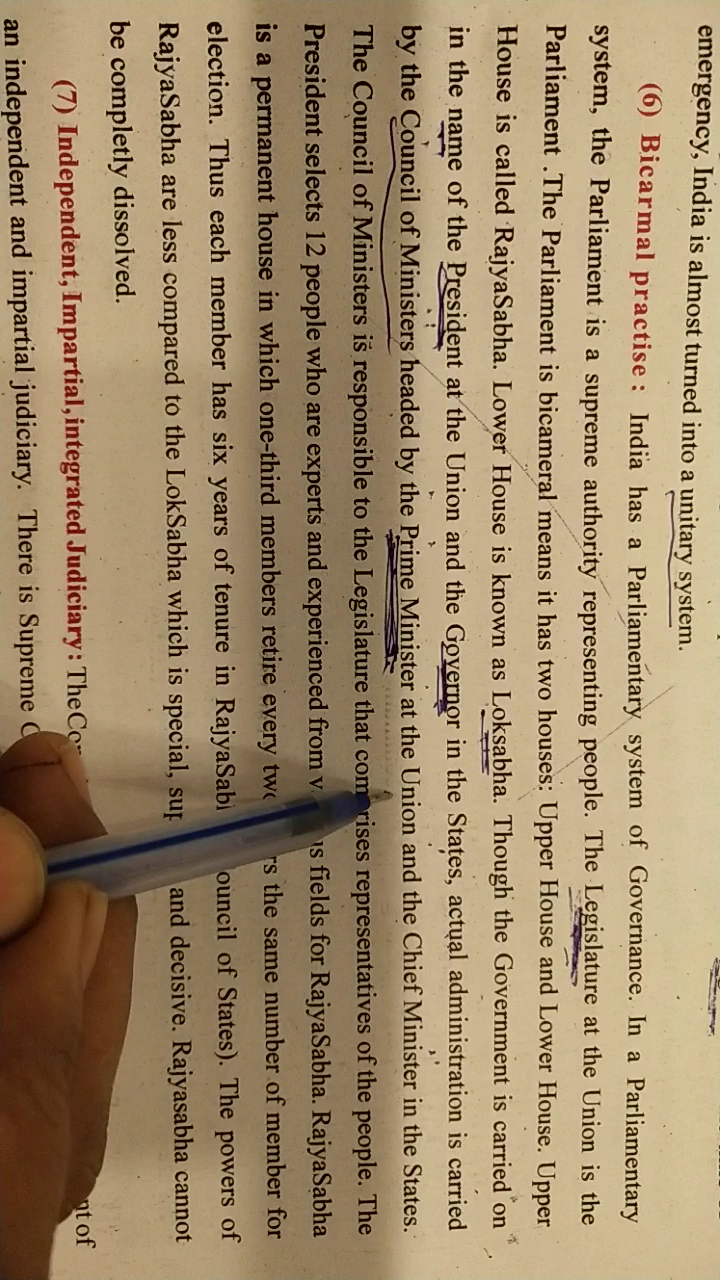 emergency, India is almost turned into a unitary system.
(6) Bicarmal practise : India has a Parliamentary system of Governance. In a Parliamentary
system, the Parliament is a supreme authority representing people. The Legislature at the Union is the
Parliament .The Parliament is bicameral means it has two houses: Upper House and Lower House. Upper
House is called RajyaSabha. Lower House is known as Loksabha. Though the Government is carried on
in the name of the President at the Union and the Governor in the States, actual administration is carried
by the Council of Ministers headed by the Prime Minister at the Union and the Chief Minister in the States.
The Council of Ministers is responsible to the Legislature that comprises representatives of the people. The
President selects 12 people who are experts and experienced from fields for RajyaSabha. RajyaSabha
is a permanent house in which one-third members retire every the same number of member for
election. Thus each member has six years of tenure in of States). The powers of
RajyaSabha are less compared to the LokSabha which is special, and decisive. Rajyasabha cannot
be completly dissolved.
(7) Independent, Impartial, integrated Judiciary : The of
an independent and impartial judiciary. There is Supreme